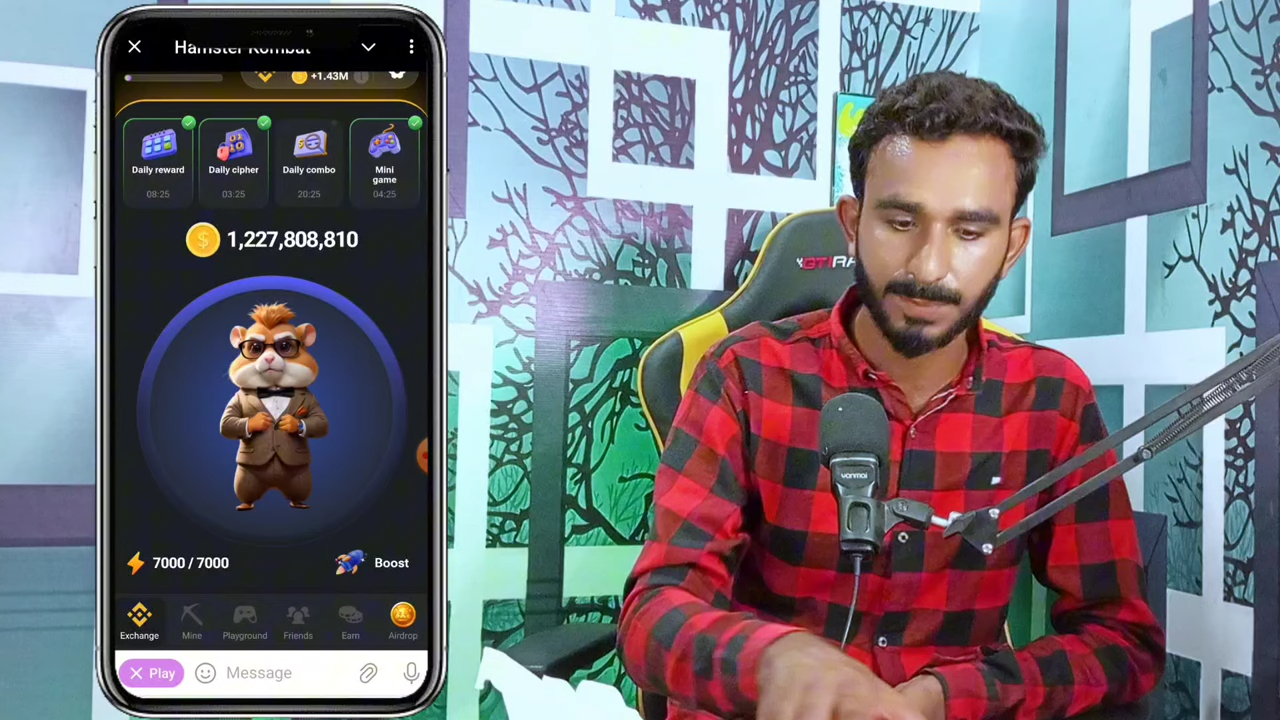 Hamster Kombat
+1.43M
Daily reward
Daily cipher
Daily combo
Mini
game
08:25
03:25
20:25
04:25
1,227,808,810
7000 / 7000
Boost
Exchange
Mine
Playground
Friends
Earn
Airdrop
Play
Message